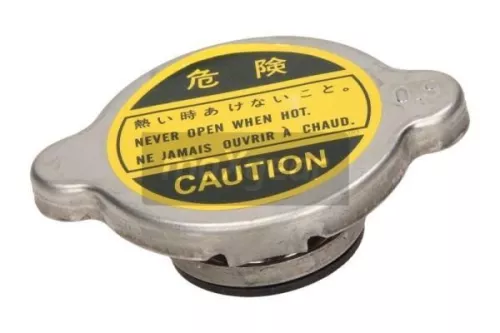 危険
熱い時あけないこと。
NEVER OPEN WHEN HOT.
NE JAMAIS OUVRIR À CHAUD.
CAUTION